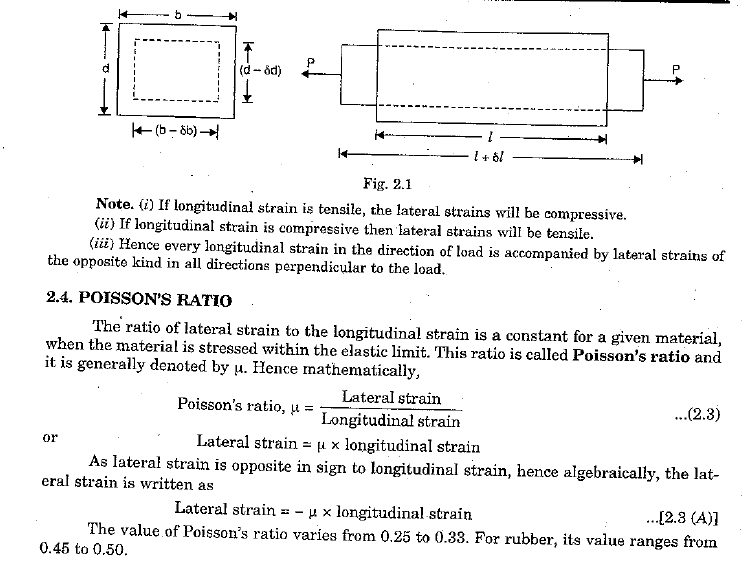 b
d
(d – δd)
(b – δb)
P
P
l
l + δl
Fig. 2.1
Note. (i) If longitudinal strain is tensile, the lateral strains will be compressive.
(ii) If longitudinal strain is compressive then lateral strains will be tensile.
(iii) Hence every longitudinal strain in the direction of load is accompanied by lateral strains of
the opposite kind in all directions perpendicular to the load.
2.4. POISSON'S RATIO
The ratio of lateral strain to the longitudinal strain is a constant for a given material,
when the material is stressed within the elastic limit. This ratio is called Poisson's ratio and
it is generally denoted by μ. Hence mathematically,
Poisson's ratio, μ = Lateral strain / Longitudinal strain ...(2.3)
or Lateral strain = μ × longitudinal strain
As lateral strain is opposite in sign to longitudinal strain, hence algebraically, the lat-
eral strain is written as
Lateral strain = – μ × longitudinal strain ...[2.3 (A)]
The value of Poisson's ratio varies from 0.25 to 0.33. For rubber, its value ranges from
0.45 to 0.50.